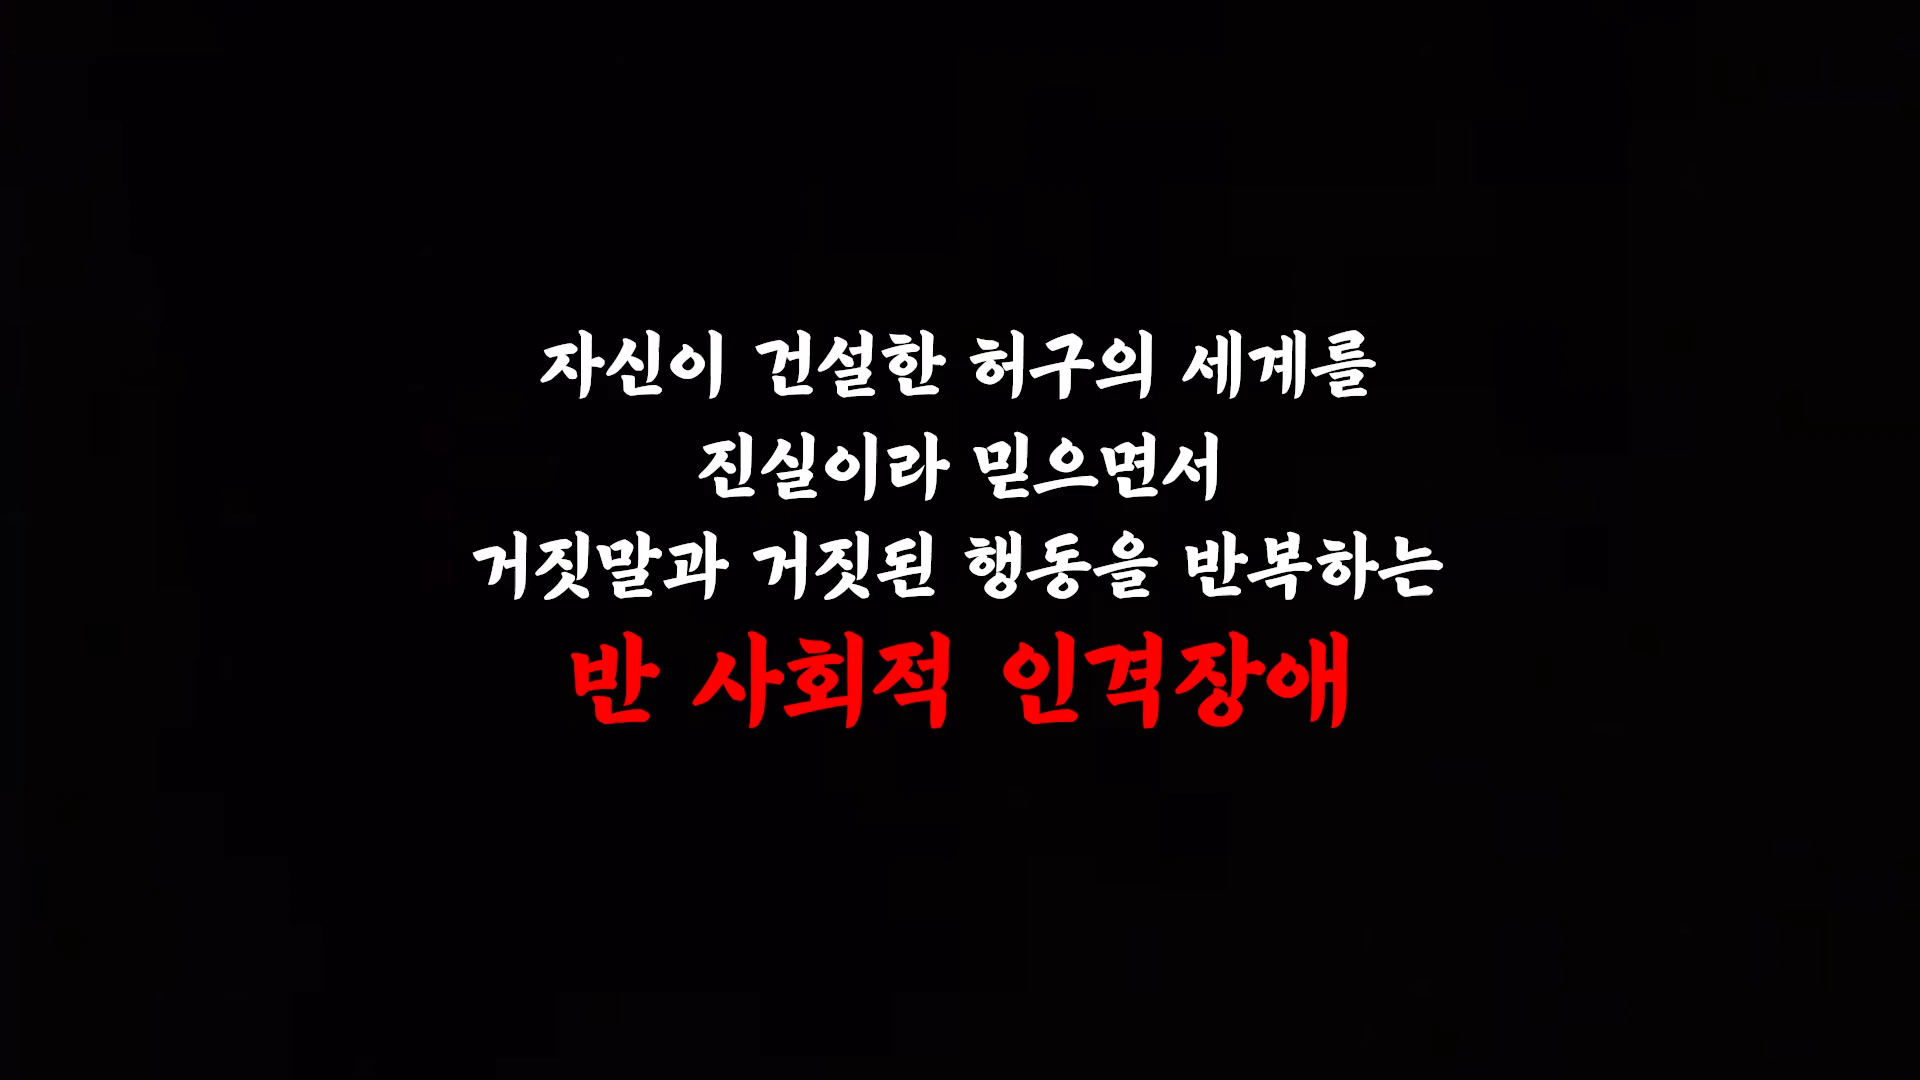 자신이 건설한 허구의 세계를
진실이라 믿으면서
거짓말과 거짓된 행동을 반복하는
반 사회적 인격장애